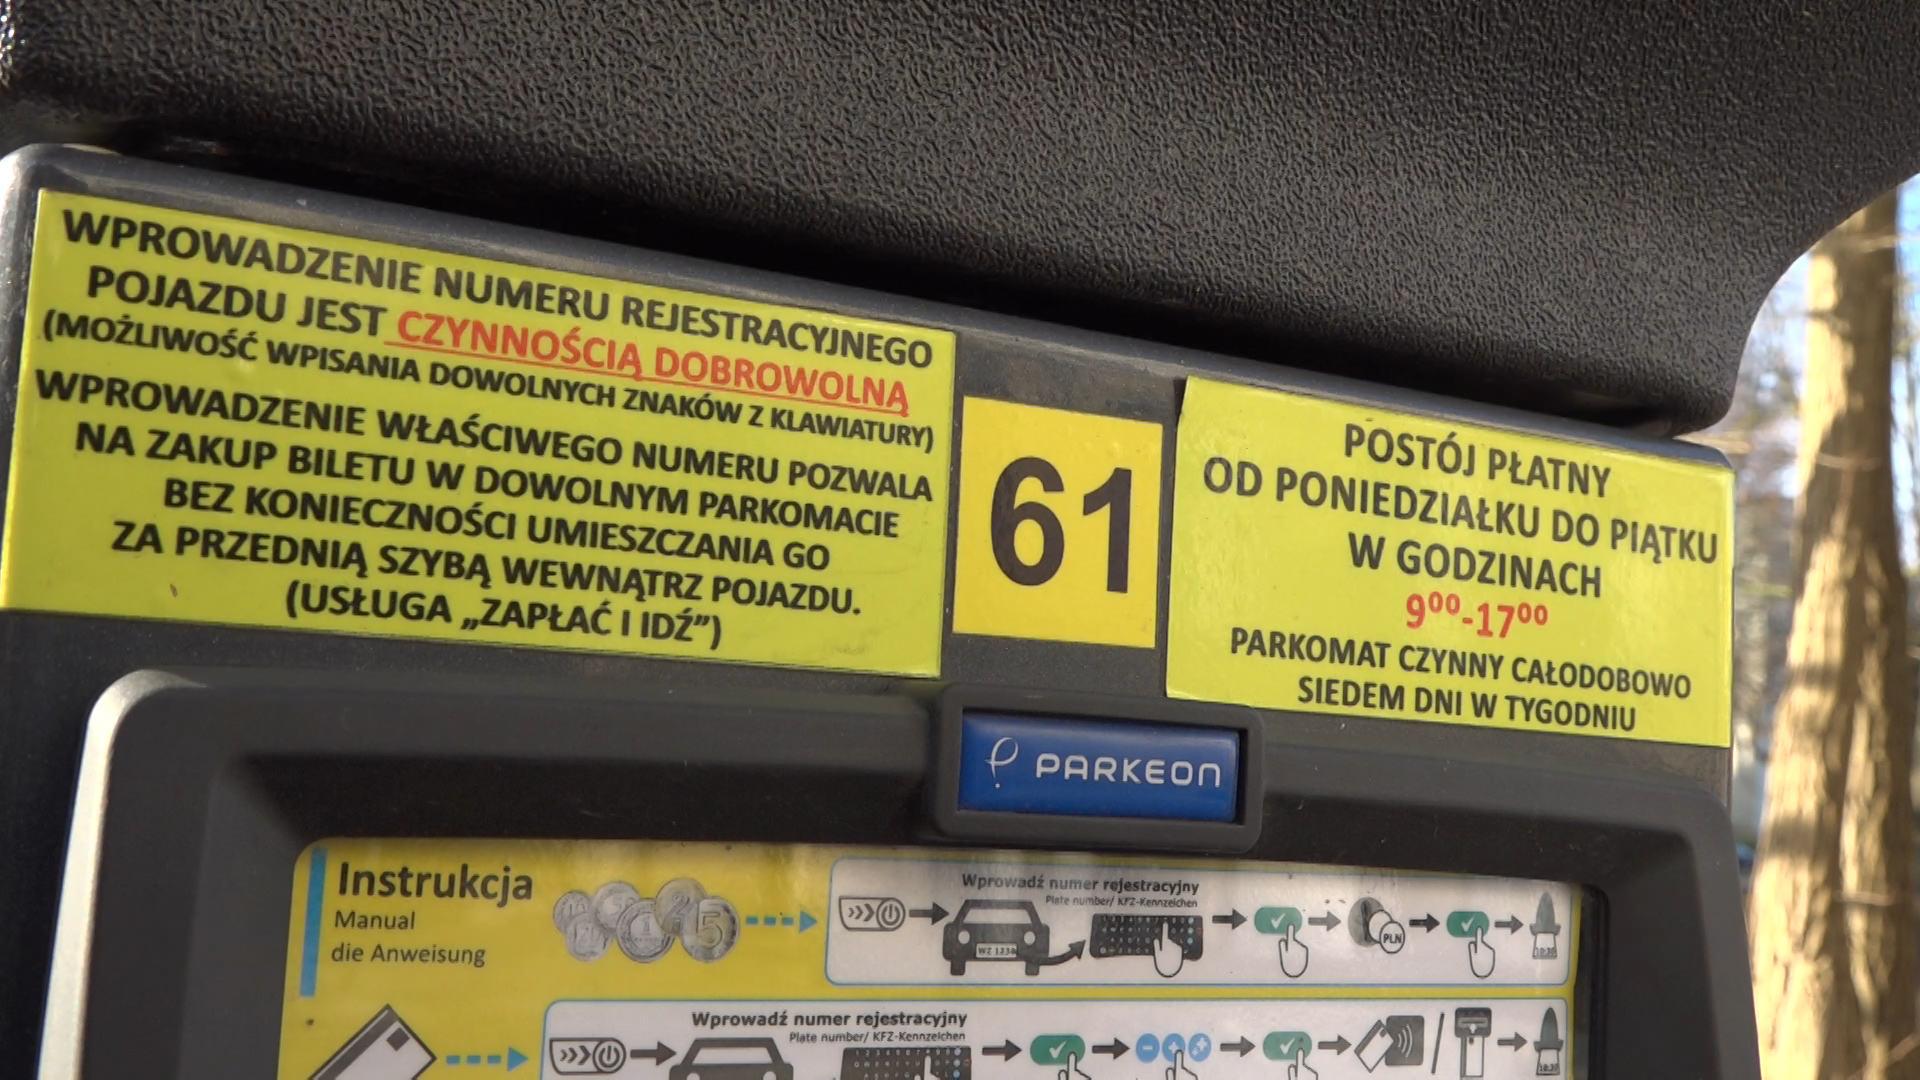 WPROWADZENIE NUMERU REJESTRACYJNEGO
POJAZDU JEST CZYNNOŚCIĄ DOBROWOLNĄ
(MOŻLIWOŚĆ WPISANIA DOWOLNYCH ZNAKÓW Z KLAWIATURY)
WPROWADZENIE WŁAŚCIWEGO NUMERU POZWALA
NA ZAKUP BILETU W DOWOLNYM PARKOMACIE
BEZ KONIECZNOŚCI UMIESZCZANIA GO
ZA PRZEDNIĄ SZYBĄ WEWNĄTRZ POJAZDU.
(USŁUGA „ZAPŁAĆ I IDŹ”)
61
POSTÓJ PŁATNY
OD PONIEDZIAŁKU DO PIĄTKU
W GODZINACH
9⁰⁰-17⁰⁰
PARKOMAT CZYNNY CAŁODOBOWO
SIEDEM DNI W TYGODNIU
PARKEON
Instrukcja
Manual
die Anweisung
Wprowadź numer rejestracyjny
Plate number/ KFZ-Kennzeichen
PLN
Wprowadź numer rejestracyjny
Plate number/ KFZ-Kennzeichen